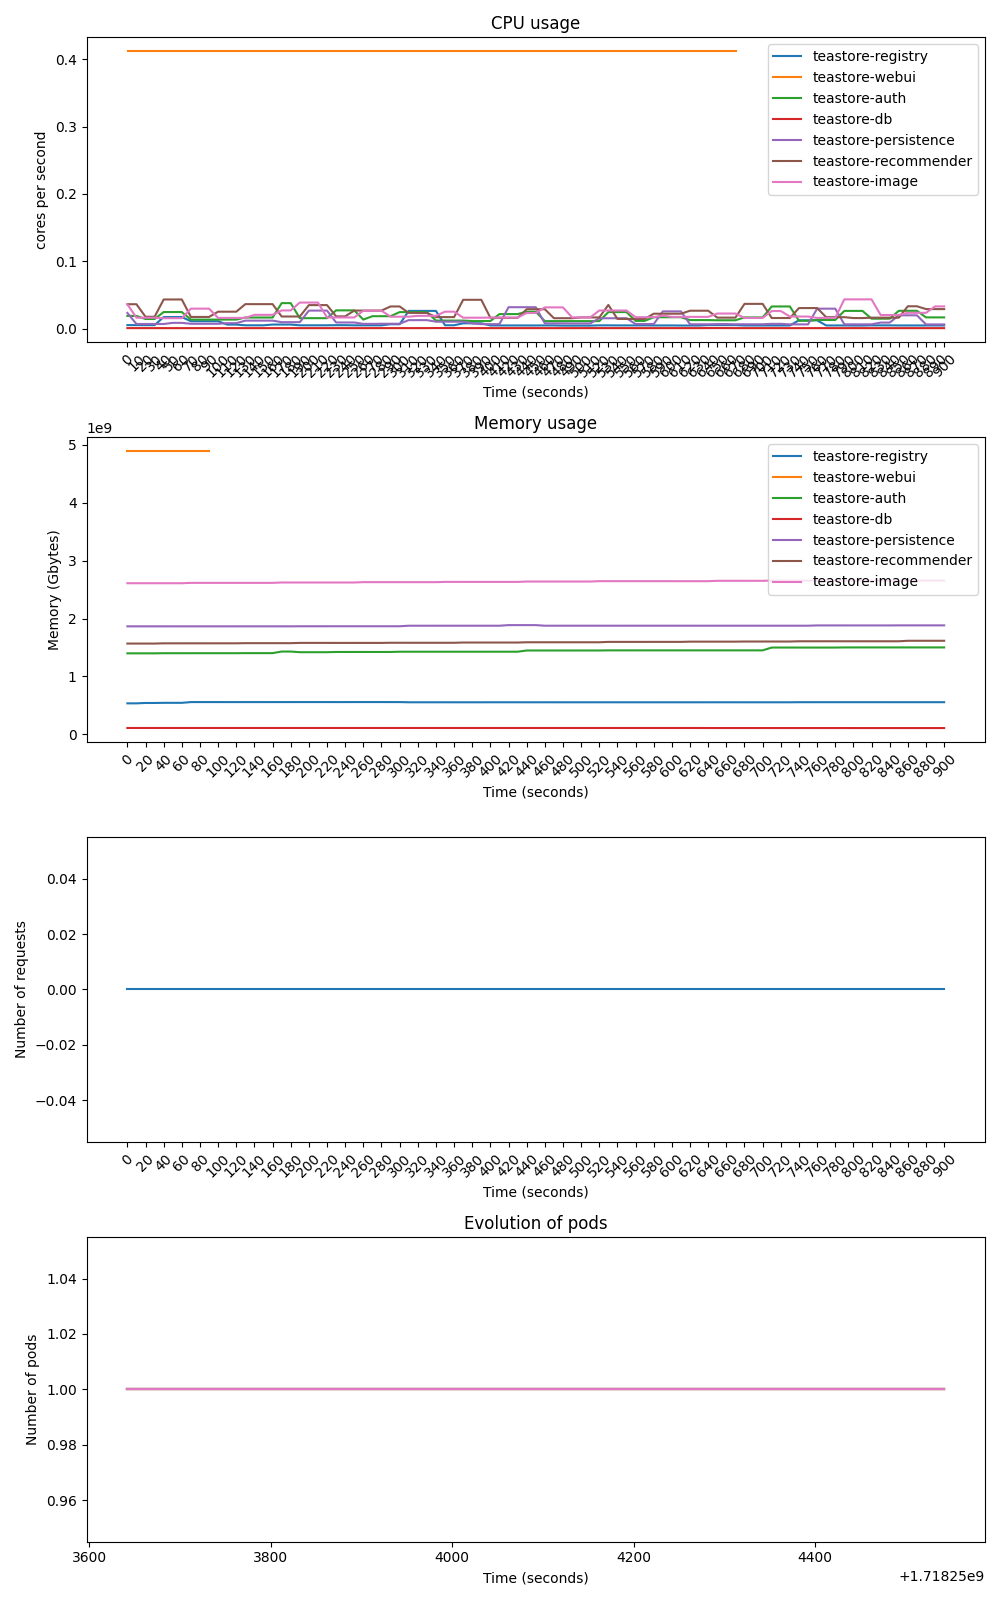 CPU usage
cores per second
0.4
0.3
0.2
0.1
0.0
teastore-registry
teastore-webui
teastore-auth
teastore-db
teastore-persistence
teastore-recommender
teastore-image
Time (seconds)
Memory usage
1e9
Memory (Gbytes)
5
4
3
2
1
0
teastore-registry
teastore-webui
teastore-auth
teastore-db
teastore-persistence
teastore-recommender
teastore-image
0 20 40 60 80 100 120 140 160 180 200 220 240 260 280 300 320 340 360 380 400 420 440 460 480 500 520 540 560 580 600 620 640 660 680 700 720 740 760 780 800 820 840 860 880 900
Time (seconds)
Number of requests
0.04
0.02
0.00
−0.02
−0.04
0 20 40 60 80 100 120 140 160 180 200 220 240 260 280 300 320 340 360 380 400 420 440 460 480 500 520 540 560 580 600 620 640 660 680 700 720 740 760 780 800 820 840 860 880 900
Time (seconds)
Evolution of pods
Number of pods
1.04
1.02
1.00
0.98
0.96
3600 3800 4000 4200 4400
Time (seconds)
+1.71825e9